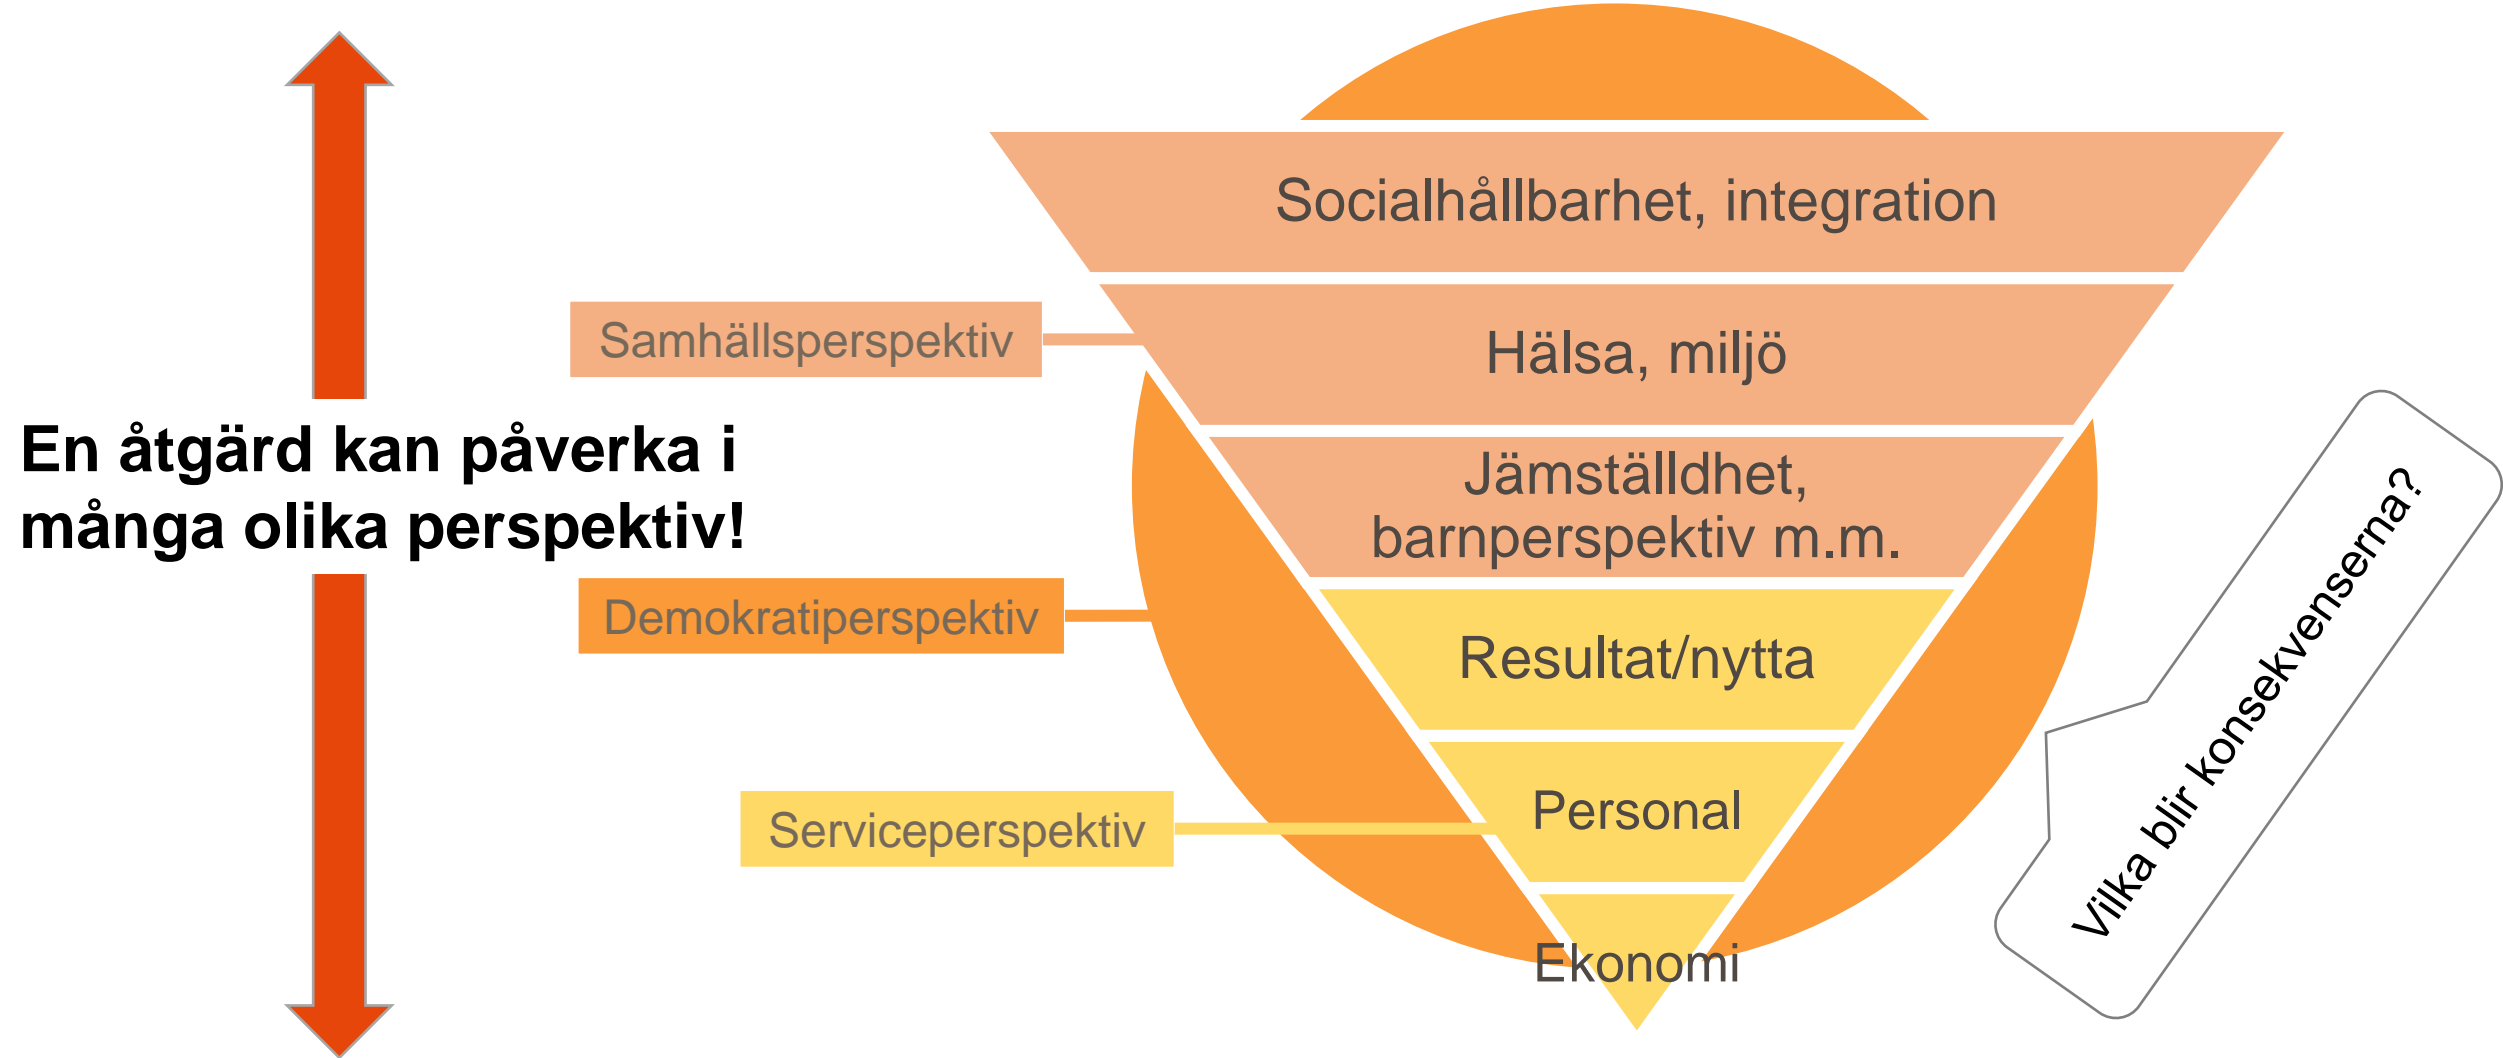 Socialhållbarhet, integration
Samhällsperspektiv
Hälsa, miljö
En åtgärd kan påverka i
många olika perspektiv!
Jämställdhet,
barnperspektiv m.m.
Demokratiperspektiv
Resultat/nytta
Serviceperspektiv
Personal
Ekonomi
Vilka blir konsekvenserna?